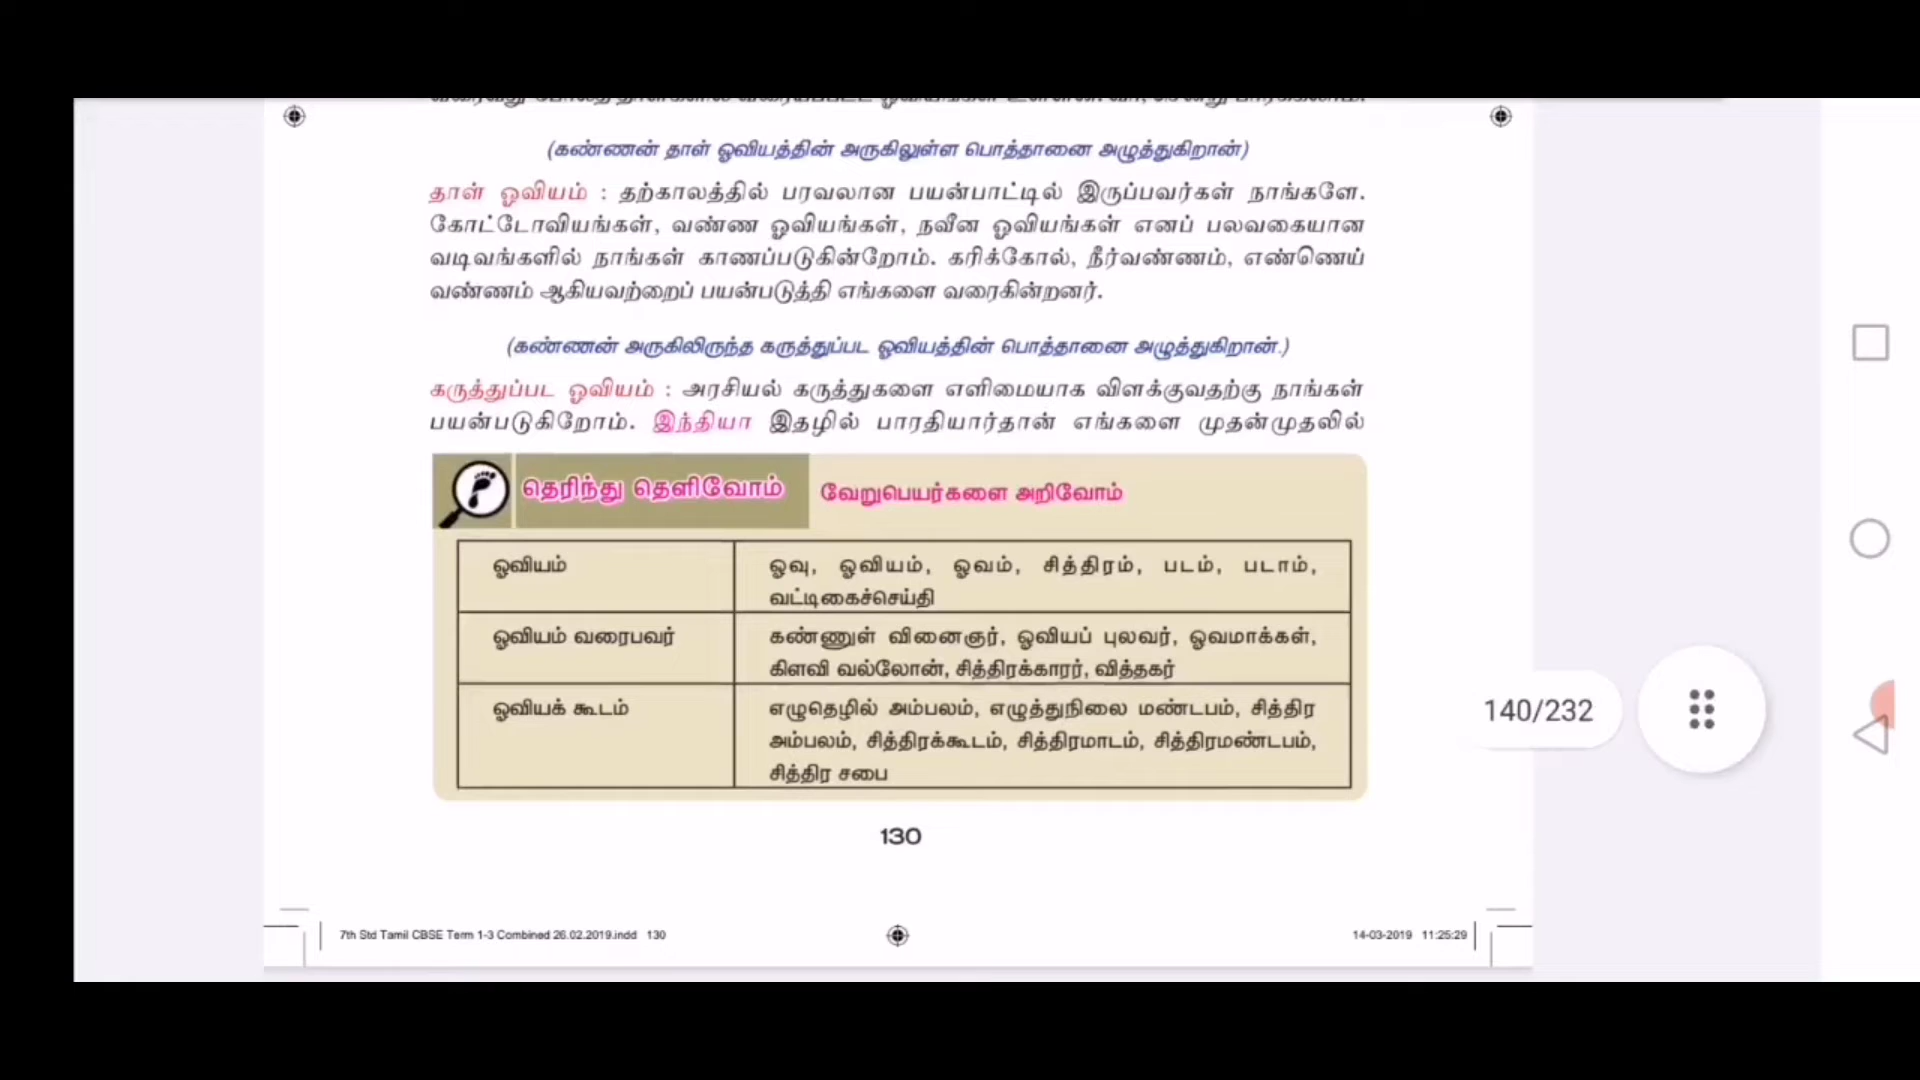 (கண்ணன் தாள் ஓவியத்தின் அருகிலுள்ள பொத்தானை அழுத்துகிறான்)
தாள் ஓவியம் : தற்காலத்தில் பரவலான பயன்பாட்டில் இருப்பவர்கள் நாங்களே.
கோட்டோவியங்கள், வண்ண ஓவியங்கள், நவீன ஓவியங்கள் எனப் பலவகையான
வடிவங்களில் நாங்கள் காணப்படுகின்றோம். கரிக்கோல், நீர்வண்ணம், எண்ணெய்
வண்ணம் ஆகியவற்றைப் பயன்படுத்தி எங்களை வரைகின்றனர்.
(கண்ணன் அருகிலிருந்த கருத்துப்பட ஓவியத்தின் பொத்தானை அழுத்துகிறான்.)
கருத்துப்பட ஓவியம் : அரசியல் கருத்துகளை எளிமையாக விளக்குவதற்கு நாங்கள்
பயன்படுகிறோம். இந்தியா இதழில் பாரதியார்தான் எங்களை முதன்முதலில்
தெரிந்து தெளிவோம் வேறுபெயர்களை அறிவோம்
ஓவியம் ஓவு, ஓவியம், ஓவம், சித்திரம், படம், படாம்,
வட்டிகைச்செய்தி
ஓவியம் வரைபவர் கண்ணுள் வினைஞர், ஓவியப் புலவர், ஓவமாக்கள்,
கிளவி வல்லோன், சித்திரக்காரர், வித்தகர்
ஓவியக் கூடம் எழுதெழில் அம்பலம், எழுத்துநிலை மண்டபம், சித்திர
அம்பலம், சித்திரக்கூடம், சித்திரமாடம், சித்திரமண்டபம்,
சித்திர சபை
140/232
130
7th Std Tamil CBSE Term 1-3 Combined 26.02.2019.indd 130 14-03-2019 11:25:29